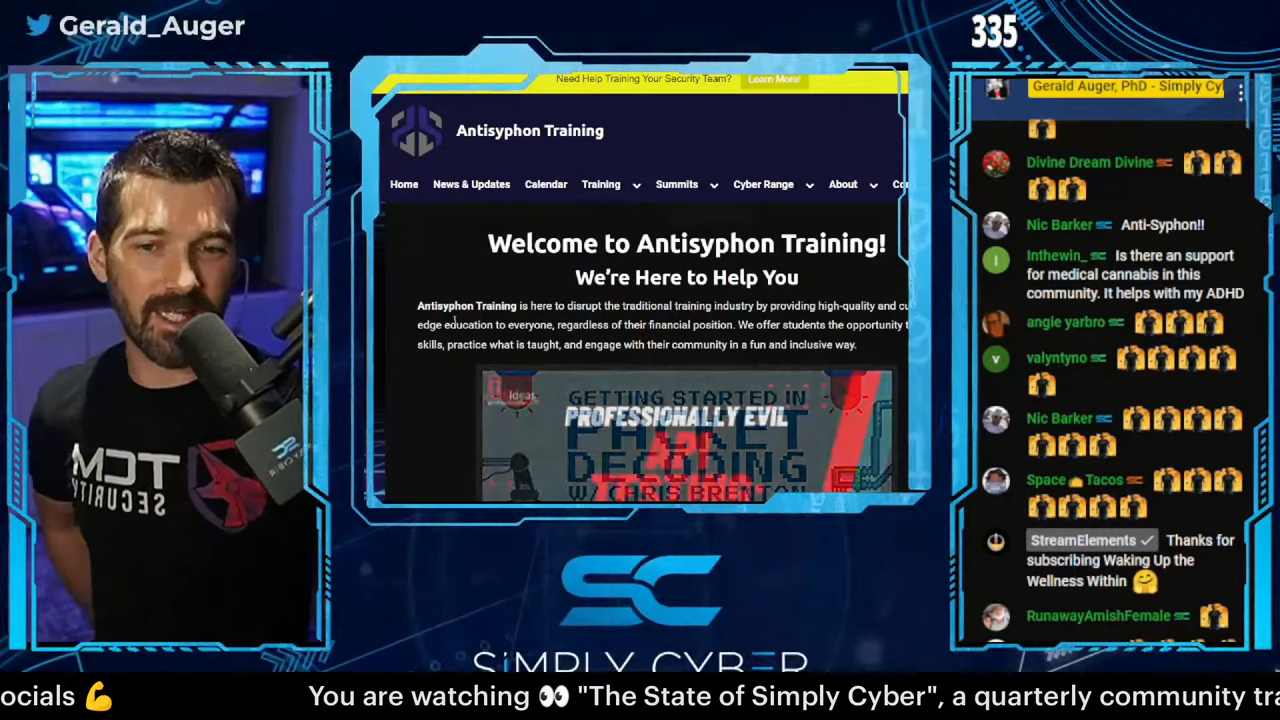 Gerald_Auger
335
TCM
SECURITY
Need Help Training Your Security Team? Learn More!
Antisyphon Training
Home News & Updates Calendar Training Summits Cyber Range About
Welcome to Antisyphon Training!
We're Here to Help You
Antisyphon Training is here to disrupt the traditional training industry by providing high-quality and cu
edge education to everyone, regardless of their financial position. We offer students the opportunity t
skills, practice what is taught, and engage with their community in a fun and inclusive way.
Ideas
GETTING STARTED IN
PROFESSIONALLY EVIL
PACKET
DECODING
W/ CHRIS BRENTON
SC
SiMPLY CYBER
Gerald Auger, PhD - Simply Cy
Divine Dream Divine
Nic Barker Anti-Syphon!!
Inthewin_ Is there an support
for medical cannabis in this
community. It helps with my ADHD
angie yarbro
valyntyno
Nic Barker
Space 🌮 Tacos
StreamElements ✓ Thanks for
subscribing Waking Up the
Wellness Within 🤗
RunawayAmishFemale
ocials 💪 You are watching 👀 "The State of Simply Cyber", a quarterly community tra